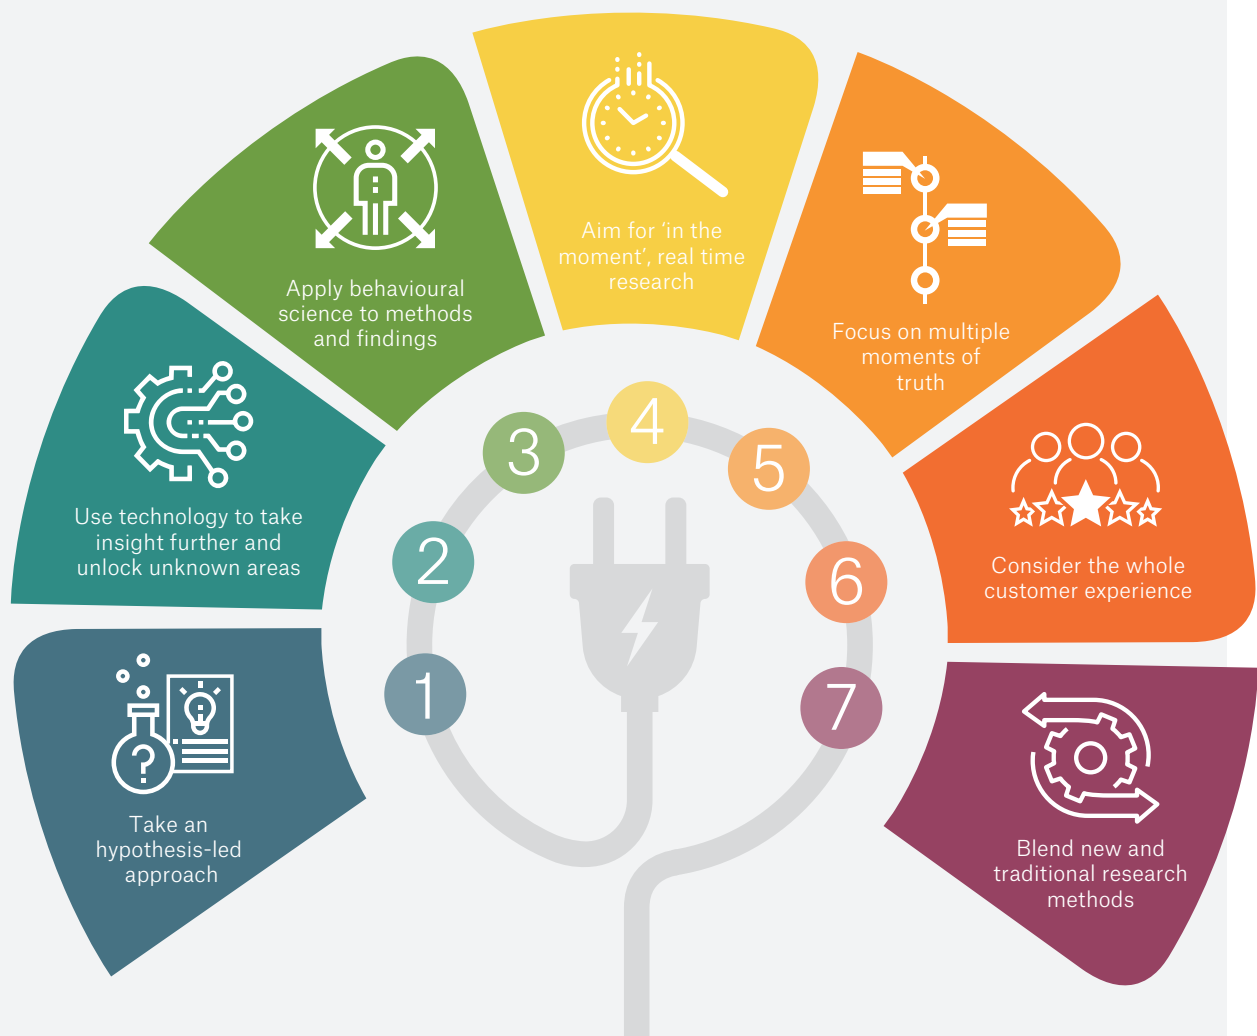 1
Take an
hypothesis-led
approach
2
Use technology to take
insight further and
unlock unknown areas
3
Apply behavioural
science to methods
and findings
4
Aim for ‘in the
moment’, real time
research
5
Focus on multiple
moments of
truth
6
Consider the whole
customer experience
7
Blend new and
traditional research
methods
?